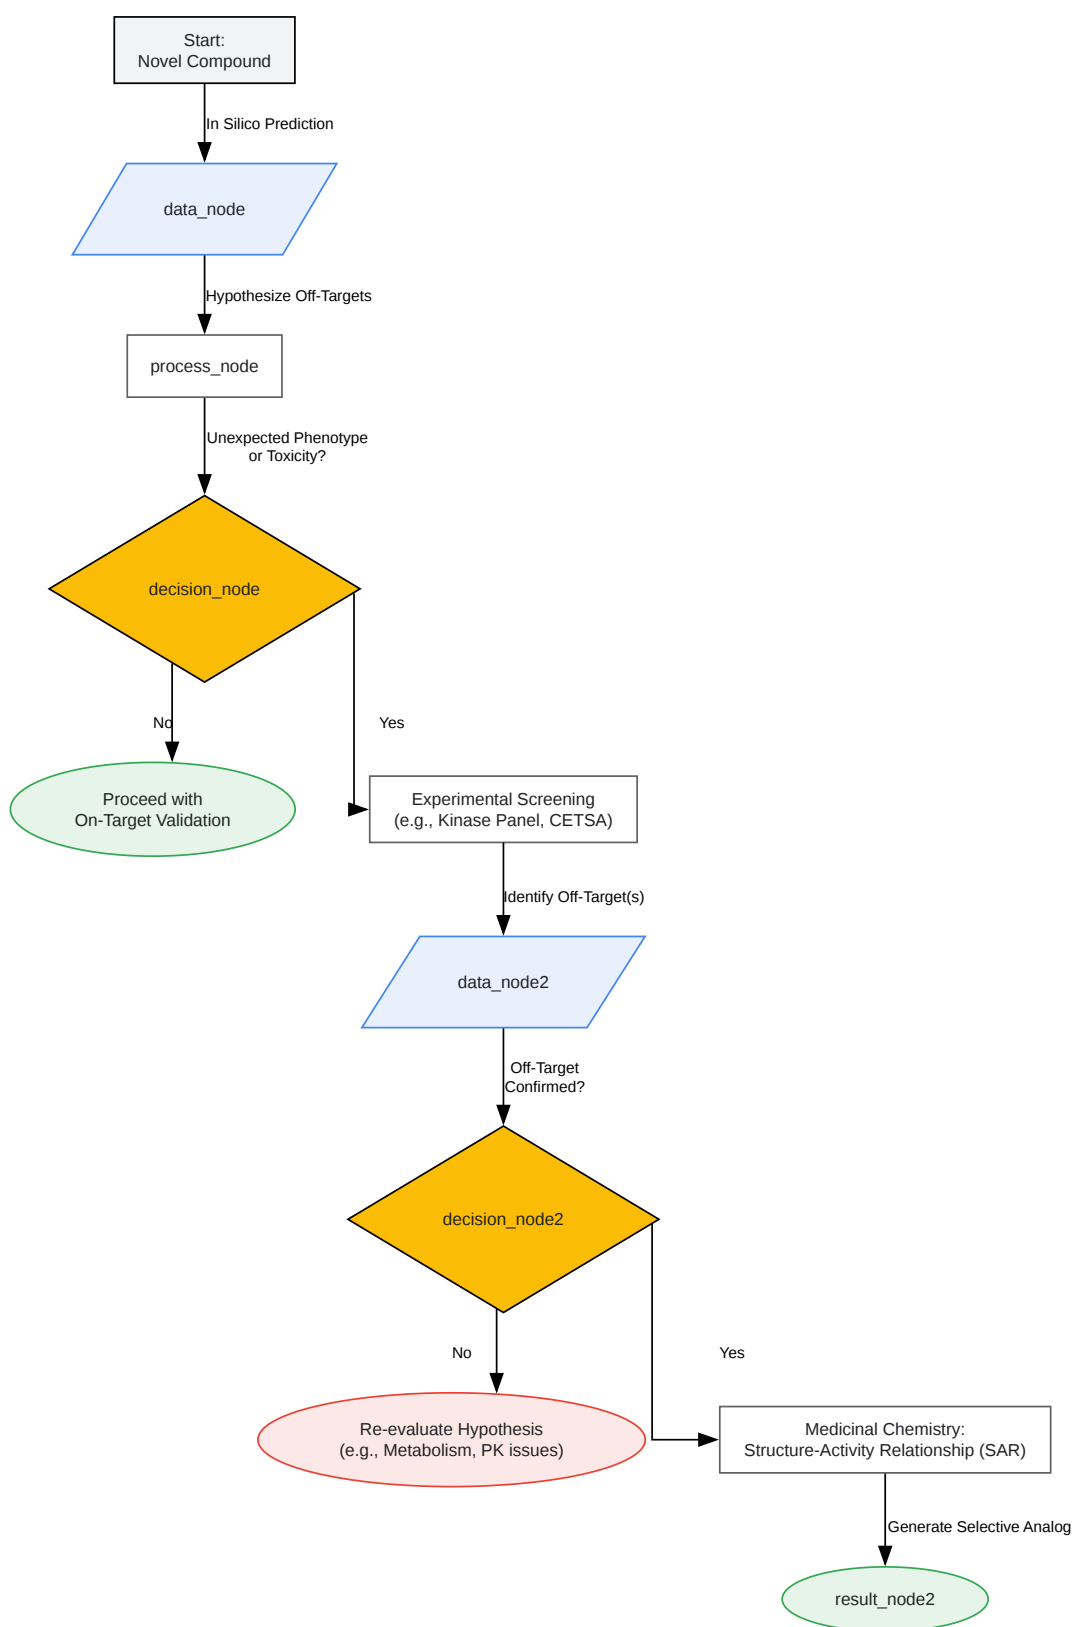 Start:
Novel Compound
In Silico Prediction
data_node
Hypothesize Off-Targets
process_node
Unexpected Phenotype
or Toxicity?
decision_node
No
Yes
Proceed with
On-Target Validation
Experimental Screening
(e.g., Kinase Panel, CETSA)
Identify Off-Target(s)
data_node2
Off-Target
Confirmed?
decision_node2
No
Yes
Re-evaluate Hypothesis
(e.g., Metabolism, PK issues)
Medicinal Chemistry:
Structure-Activity Relationship (SAR)
Generate Selective Analog
result_node2